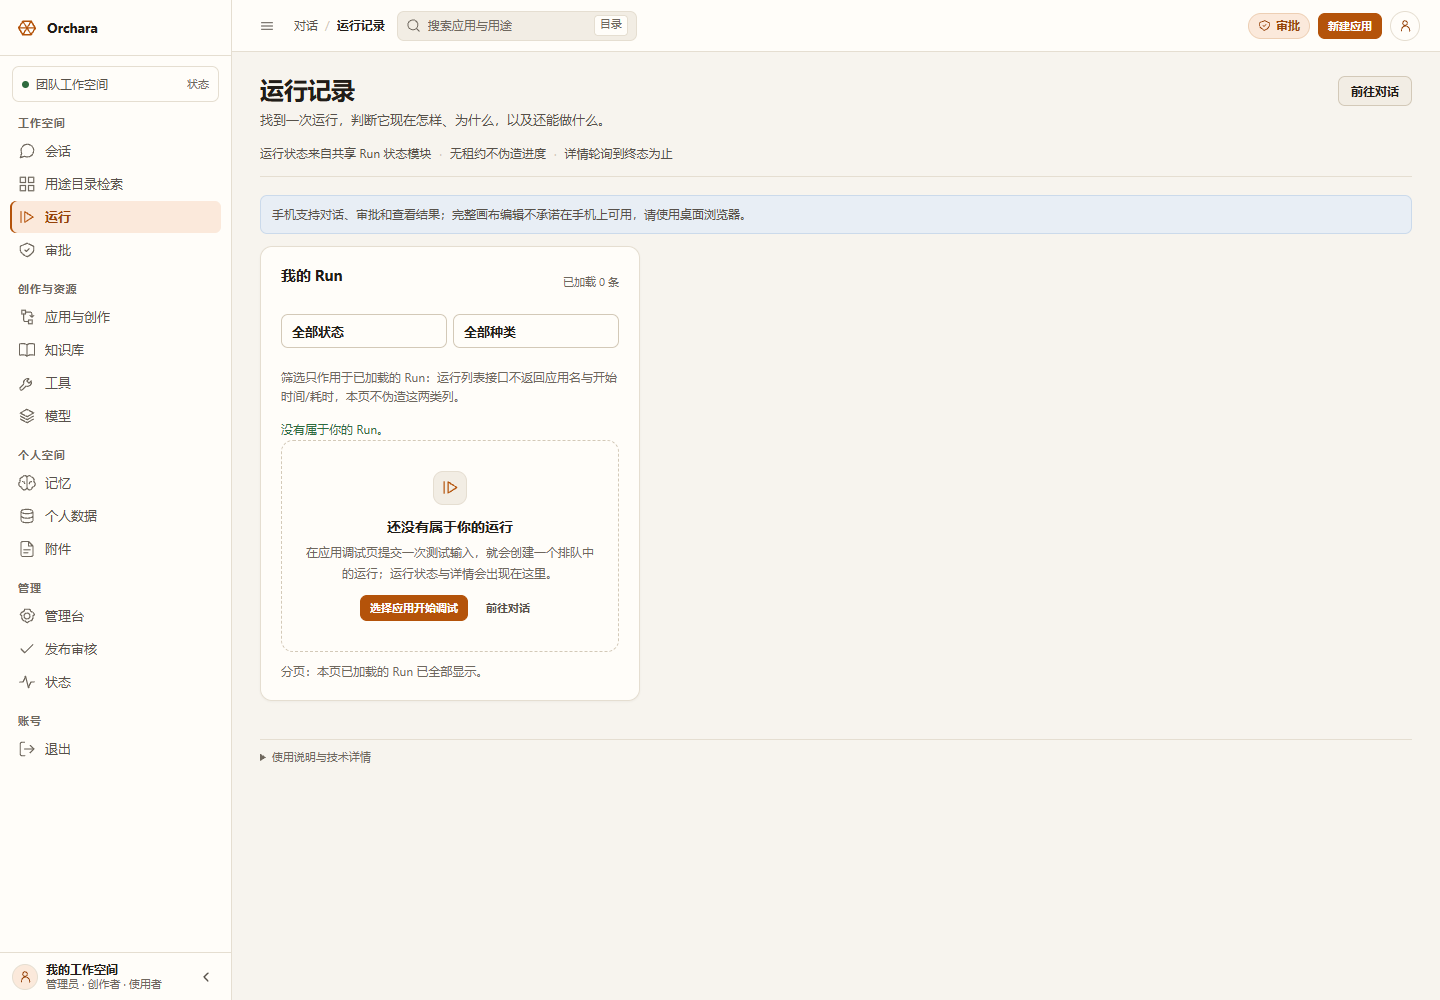 Orchara
团队工作空间 状态
工作空间
会话
用途目录检索
运行
审批
创作与资源
应用与创作
知识库
工具
模型
个人空间
记忆
个人数据
附件
管理
管理台
发布审核
状态
账号
退出
我的工作空间
管理员 · 创作者 · 使用者
对话 / 运行记录
搜索应用与用途 目录
审批
新建应用
运行记录
前往对话
找到一次运行，判断它现在怎样、为什么，以及还能做什么。
运行状态来自共享 Run 状态模块 · 无租约不伪造进度 · 详情轮询到终态为止
手机支持对话、审批和查看结果；完整画布编辑不承诺在手机上可用，请使用桌面浏览器。
我的 Run
已加载 0 条
全部状态 全部种类
筛选只作用于已加载的 Run：运行列表接口不返回应用名与开始
时间/耗时，本页不伪造这两类列。
没有属于你的 Run。
还没有属于你的运行
在应用调试页提交一次测试输入，就会创建一个排队中
的运行；运行状态与详情会出现在这里。
选择应用开始调试 前往对话
分页：本页已加载的 Run 已全部显示。
使用说明与技术详情